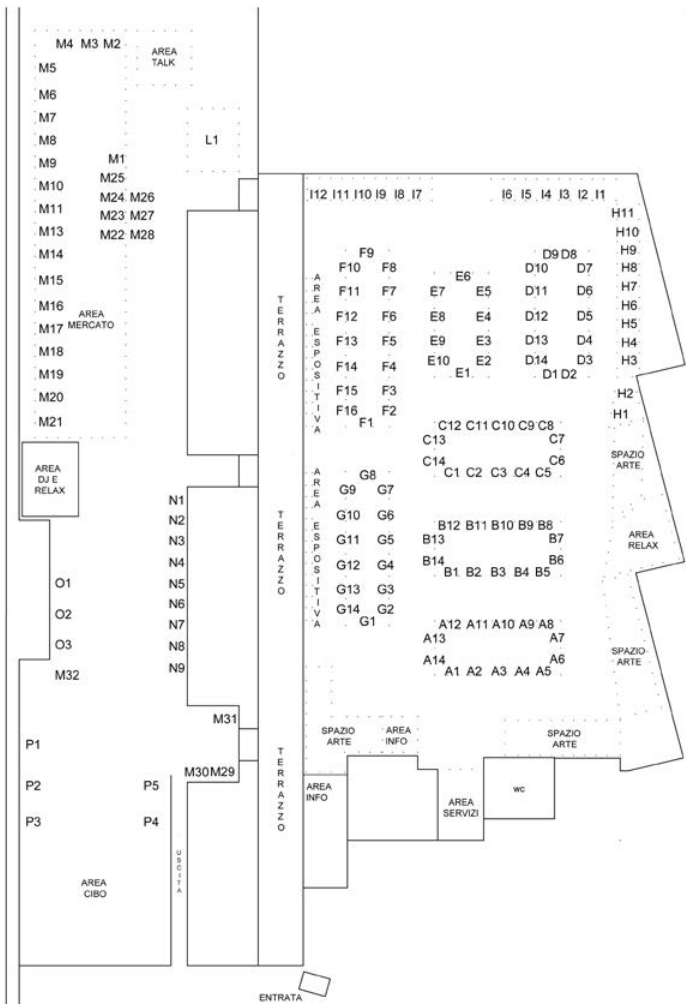 M4 M3 M2
M5
AREA
TALK
M6
M7
M8
L1
M9
M1
M10
M25
M24 M26
M11
M23 M27
M13
M22 M28
M14
M15
M16
AREA
MERCATO
M17
M18
M19
M20
M21
AREA
DJ E
RELAX
N1
N2
N3
N4
N5
N6
N7
N8
N9
O1
O2
O3
M32
M31
P1
M30 M29
P2
P5
P3
P4
AREA
CIBO
USCITA
TERRAZZO
TERRAZZO
TERRAZZO
AREA ESPOSITIVA
AREA ESPOSITIVA
I12 I11 I10 I9 I8 I7
I6 I5 I4 I3 I2 I1
H11
H10
H9
H8
H7
H6
H5
H4
H3
H2
H1
F9
F10 F8
F11 F7
F12 F6
F13 F5
F14 F4
F15 F3
F16 F2
F1
E6
E7 E5
E8 E4
E9 E3
E10 E2
E1
D9 D8
D10 D7
D11 D6
D12 D5
D13 D4
D14 D3
D1 D2
C12 C11 C10 C9 C8
C13 C7
C14 C6
C1 C2 C3 C4 C5
SPAZIO
ARTE
G8
G9 G7
G10 G6
G11 G5
G12 G4
G13 G3
G14 G2
G1
B12 B11 B10 B9 B8
B13 B7
B14 B6
B1 B2 B3 B4 B5
AREA
RELAX
A12 A11 A10 A9 A8
A13 A7
A14 A6
A1 A2 A3 A4 A5
SPAZIO
ARTE
SPAZIO
ARTE
AREA
INFO
SPAZIO
ARTE
AREA
INFO
AREA
SERVIZI
WC
ENTRATA